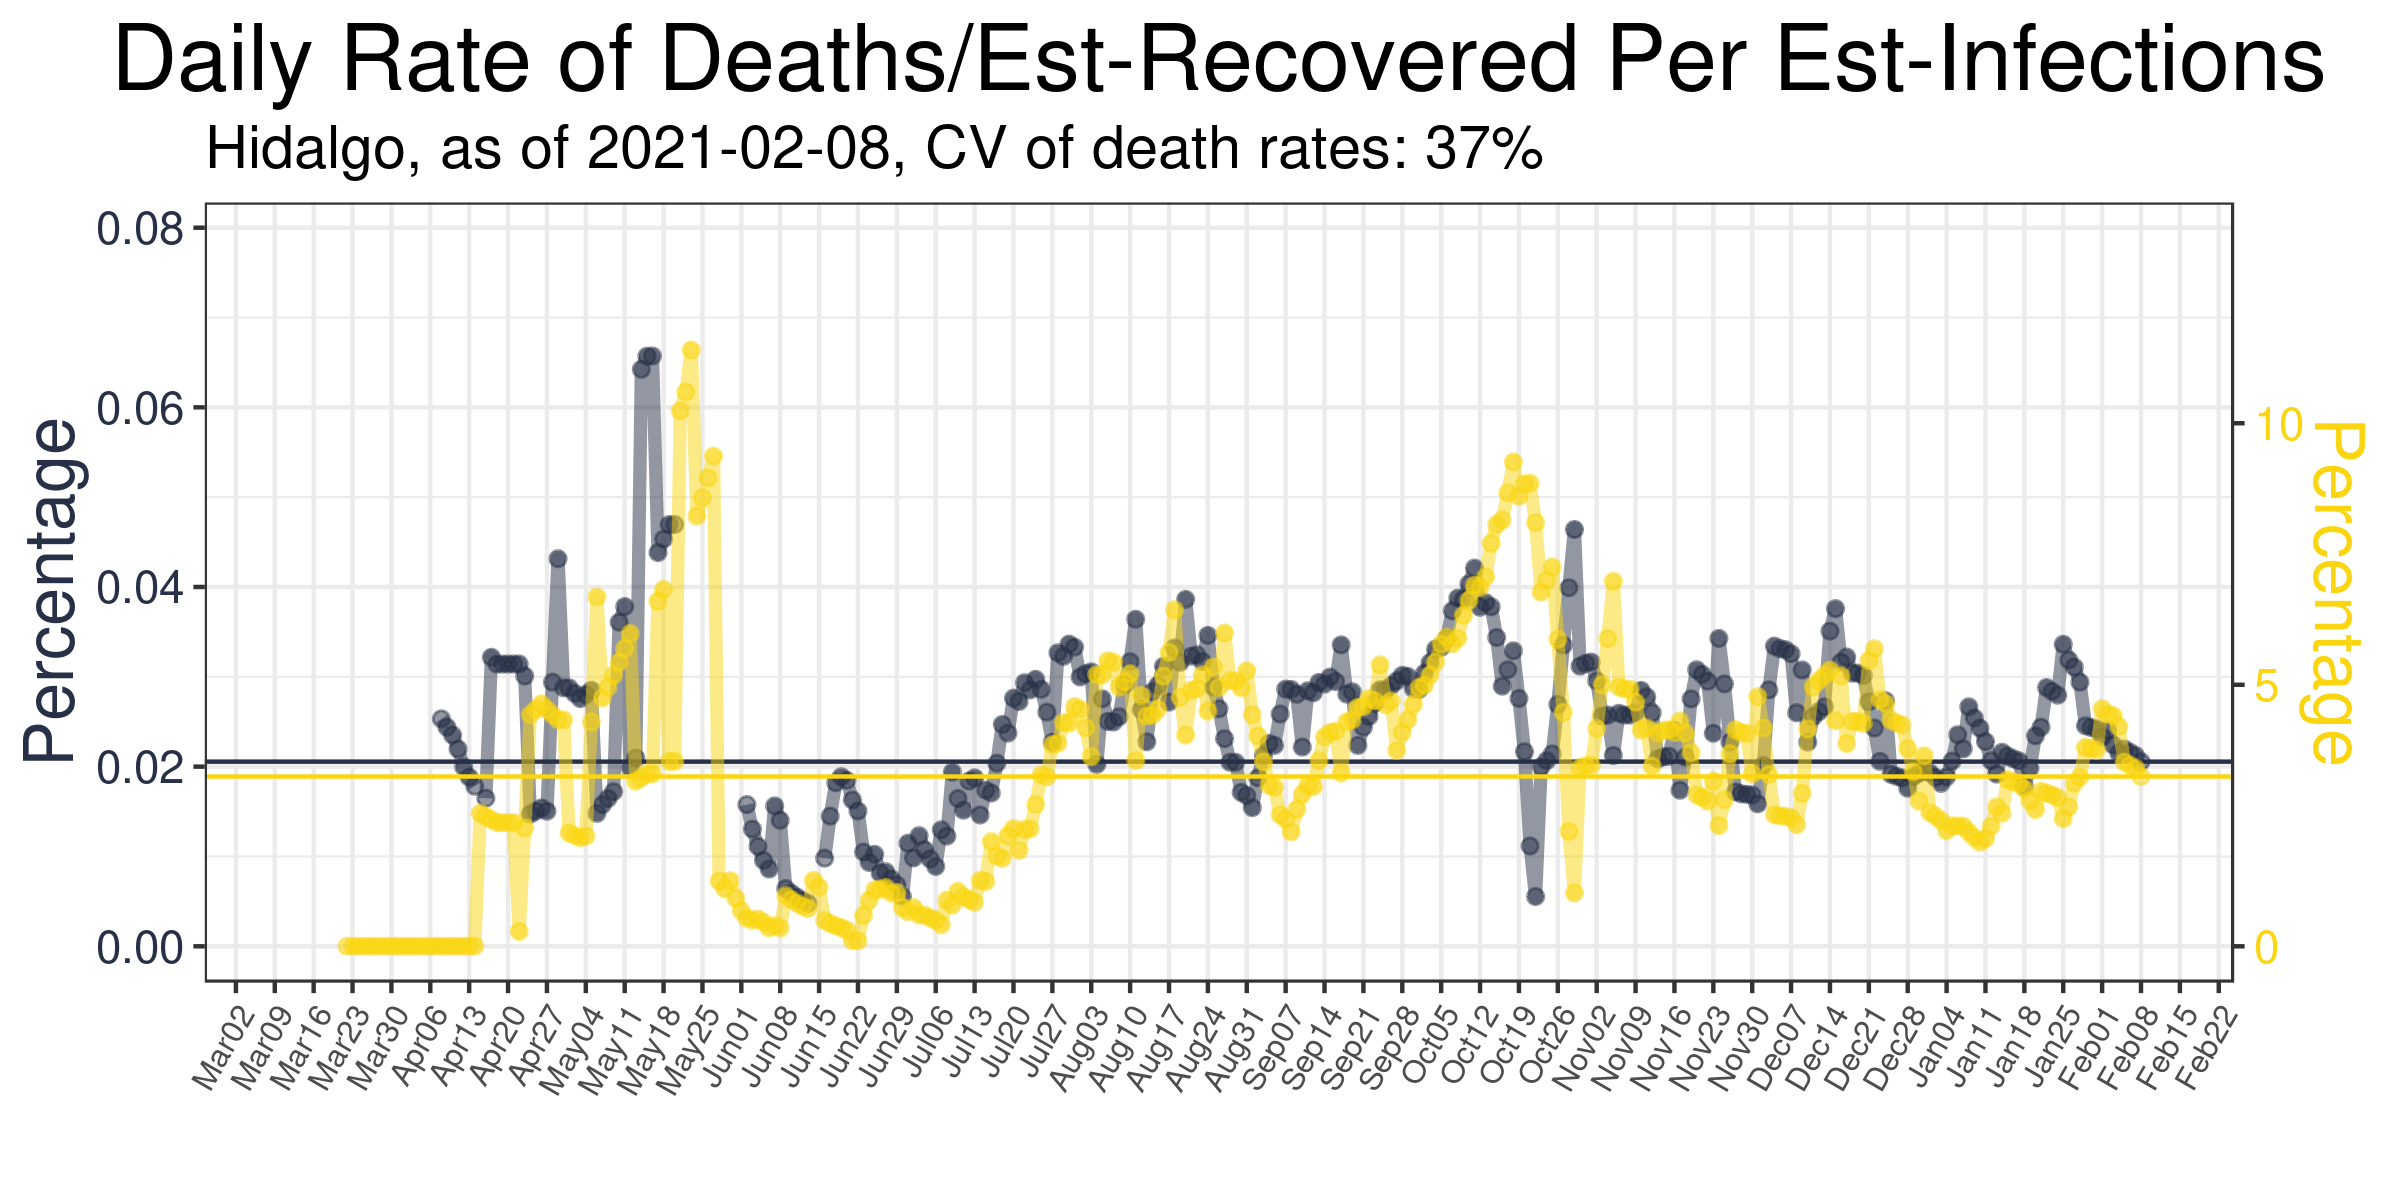 Daily Rate of Deaths/Est-Recovered Per Est-Infections
Hidalgo, as of 2021-02-08, CV of death rates: 37%
Percentage
0.08
0.06
0.04
0.02
0.00
10
5
0
Percentage
Mar02
Mar09
Mar16
Mar23
Mar30
Apr06
Apr13
Apr20
Apr27
May04
May11
May18
May25
Jun01
Jun08
Jun15
Jun22
Jun29
Jul06
Jul13
Jul20
Jul27
Aug03
Aug10
Aug17
Aug24
Aug31
Sep07
Sep14
Sep21
Sep28
Oct05
Oct12
Oct19
Oct26
Nov02
Nov09
Nov16
Nov23
Nov30
Dec07
Dec14
Dec21
Dec28
Jan04
Jan11
Jan18
Jan25
Feb01
Feb08
Feb15
Feb22